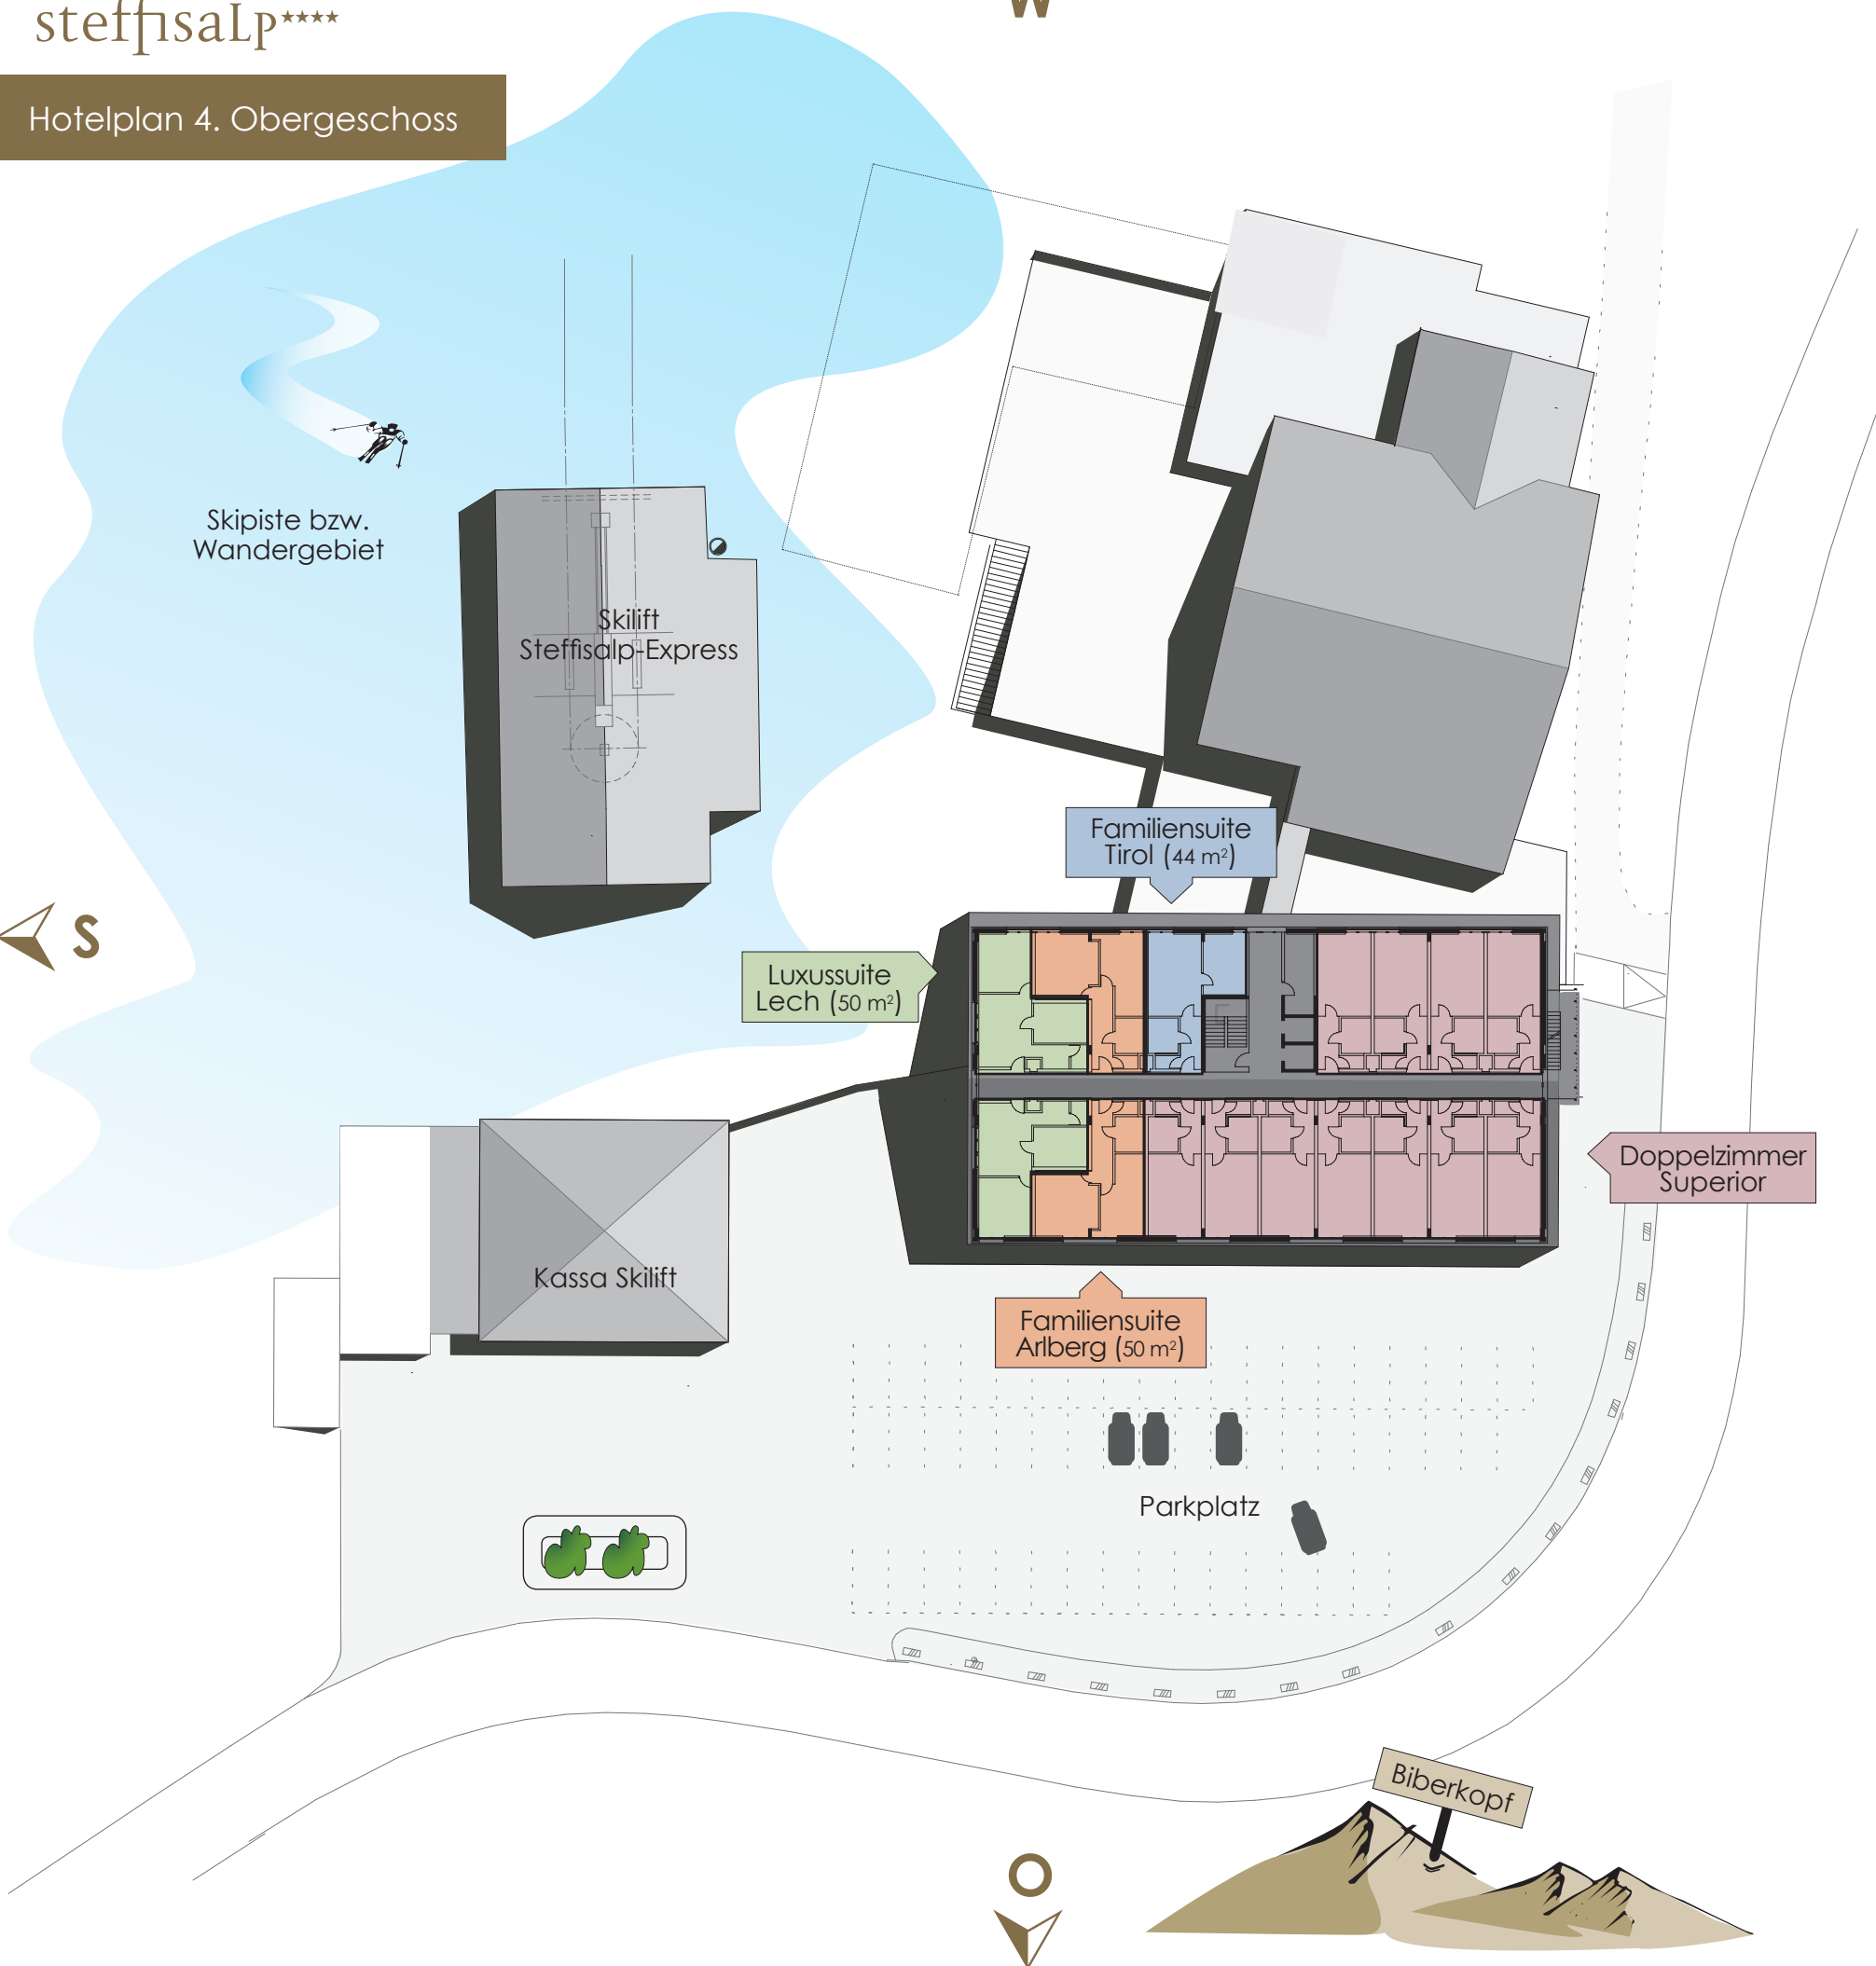 steffisalp****
W
Hotelplan 4. Obergeschoss
Skipiste bzw.
Wandergebiet
Skilift
Steffisalp-Express
Familiensuite
Tirol (44 m²)
S
Luxussuite
Lech (50 m²)
Doppelzimmer
Superior
Kassa Skilift
Familiensuite
Arlberg (50 m²)
Parkplatz
Biberkopf
O